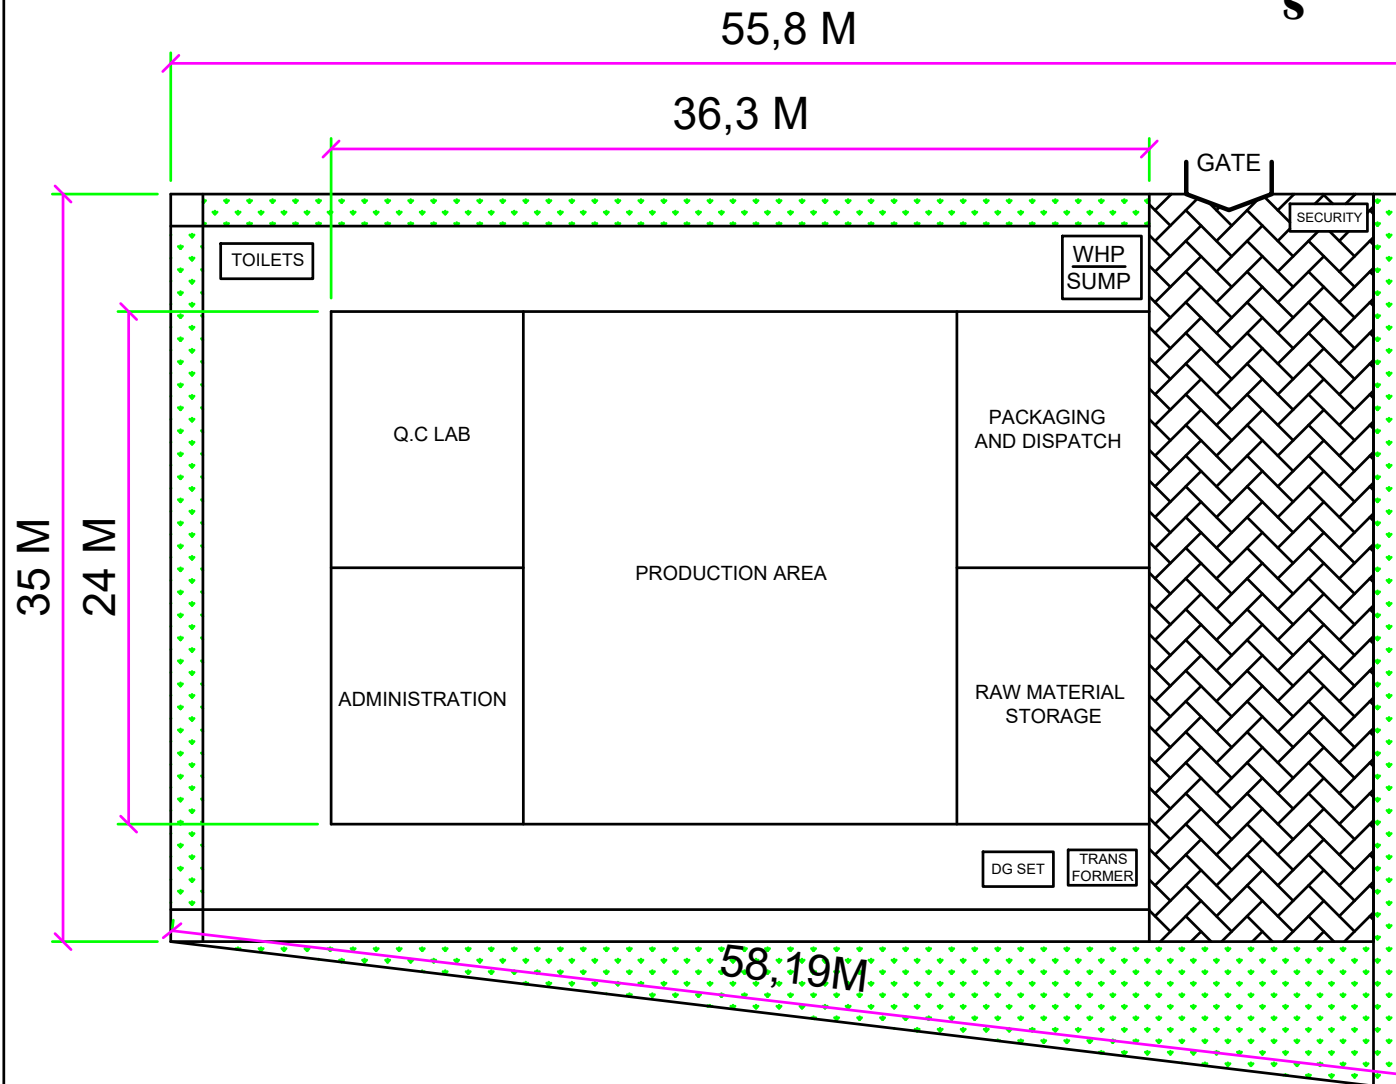 s
55,8 M
36,3 M
GATE
SECURITY
TOILETS
WHP
SUMP
Q.C LAB
PACKAGING
AND DISPATCH
PRODUCTION AREA
35 M
24 M
ADMINISTRATION
RAW MATERIAL
STORAGE
DG SET
TRANS
FORMER
58,19M